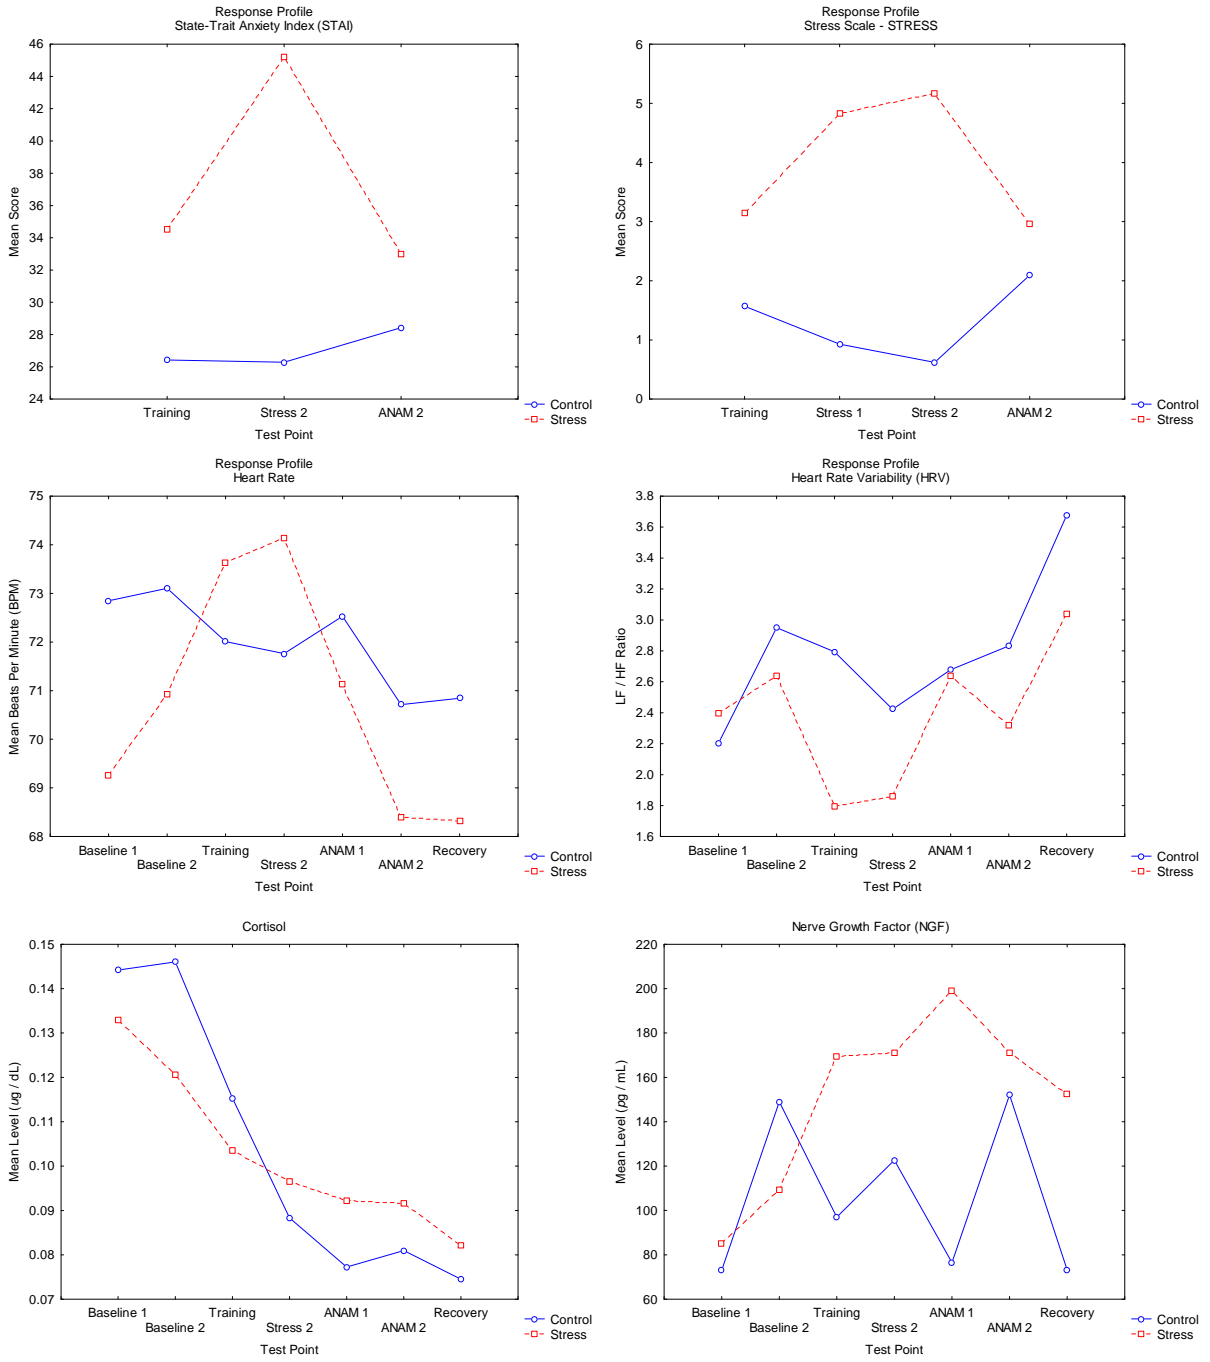 Response Profile
State-Trait Anxiety Index (STAI)
46
44
42
40
38
36
34
32
30
28
26
24
Mean Score
Training Stress 2 ANAM 2
Test Point
Control
Stress
Response Profile
Stress Scale - STRESS
6
5
4
3
2
1
0
Mean Score
Training Stress 1 Stress 2 ANAM 2
Test Point
Control
Stress
Response Profile
Heart Rate
75
74
73
72
71
70
69
68
Mean Beats Per Minute (BPM)
Baseline 1 Training ANAM 1 Recovery
Baseline 2 Stress 2 ANAM 2
Test Point
Control
Stress
Response Profile
Heart Rate Variability (HRV)
3.8
3.6
3.4
3.2
3.0
2.8
2.6
2.4
2.2
2.0
1.8
1.6
LF / HF Ratio
Baseline 1 Training ANAM 1 Recovery
Baseline 2 Stress 2 ANAM 2
Test Point
Control
Stress
Cortisol
0.15
0.14
0.13
0.12
0.11
0.10
0.09
0.08
0.07
Mean Level (ug / dL)
Baseline 1 Training ANAM 1 Recovery
Baseline 2 Stress 2 ANAM 2
Test Point
Control
Stress
Nerve Growth Factor (NGF)
220
200
180
160
140
120
100
80
60
Mean Level (pg / mL)
Baseline 1 Training ANAM 1 Recovery
Baseline 2 Stress 2 ANAM 2
Test Point
Control
Stress